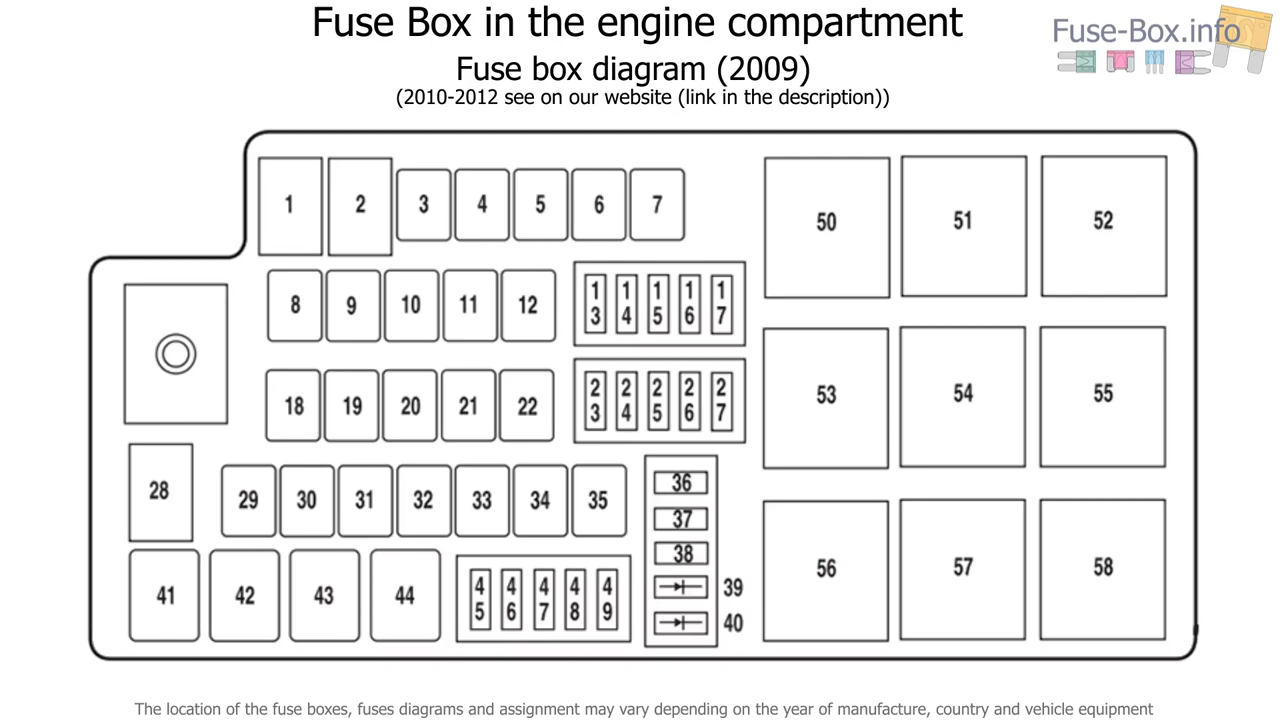 Fuse Box in the engine compartment
Fuse-Box.info
Fuse box diagram (2009)
(2010-2012 see on our website (link in the description))
1 2 3 4 5 6 7 50 51 52
8 9 10 11 12 13 14 15 16 17
53 54 55
18 19 20 21 22 23 24 25 26 27
28 29 30 31 32 33 34 35 36
37
38
56 57 58
39
41 42 43 44 45 46 47 48 49
40
The location of the fuse boxes, fuses diagrams and assignment may vary depending on the year of manufacture, country and vehicle equipment